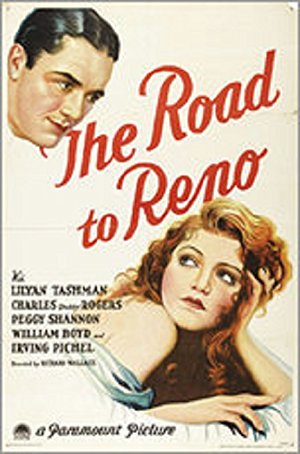 The Road
to Reno
With
LILYAN TASHMAN
CHARLES Buddy ROGERS
PEGGY SHANNON
WILLIAM BOYD and
IRVING PICHEL
Directed by RICHARD WALLACE
a Paramount Picture